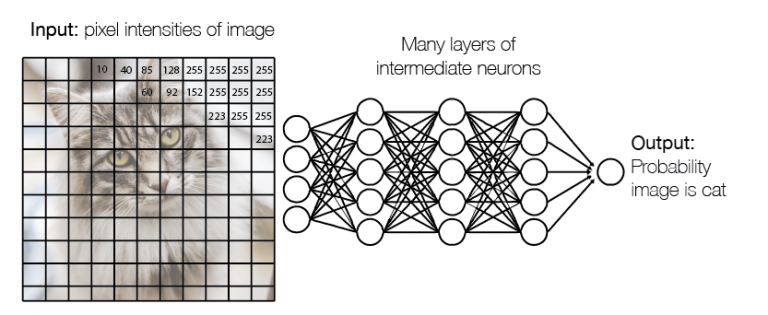 Input: pixel intensities of image
10 40 85 128 255 255 255 255
60 92 152 255 255 255
223 255 255
223
Many layers of
intermediate neurons
Output:
Probability
image is cat